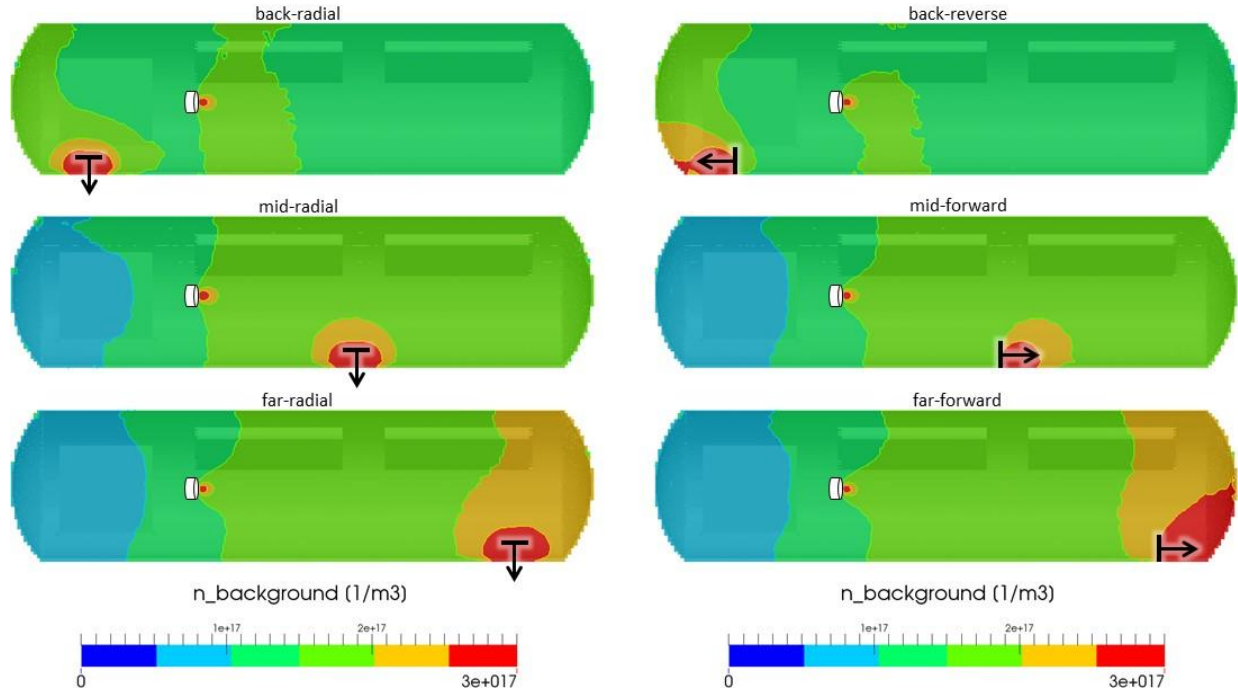 back-radial back-reverse
mid-radial mid-forward
far-radial far-forward
n_background (1/m3) n_background (1/m3)
1e+17 2e+17 1e+17 2e+17
0 3e+017 0 3e+017